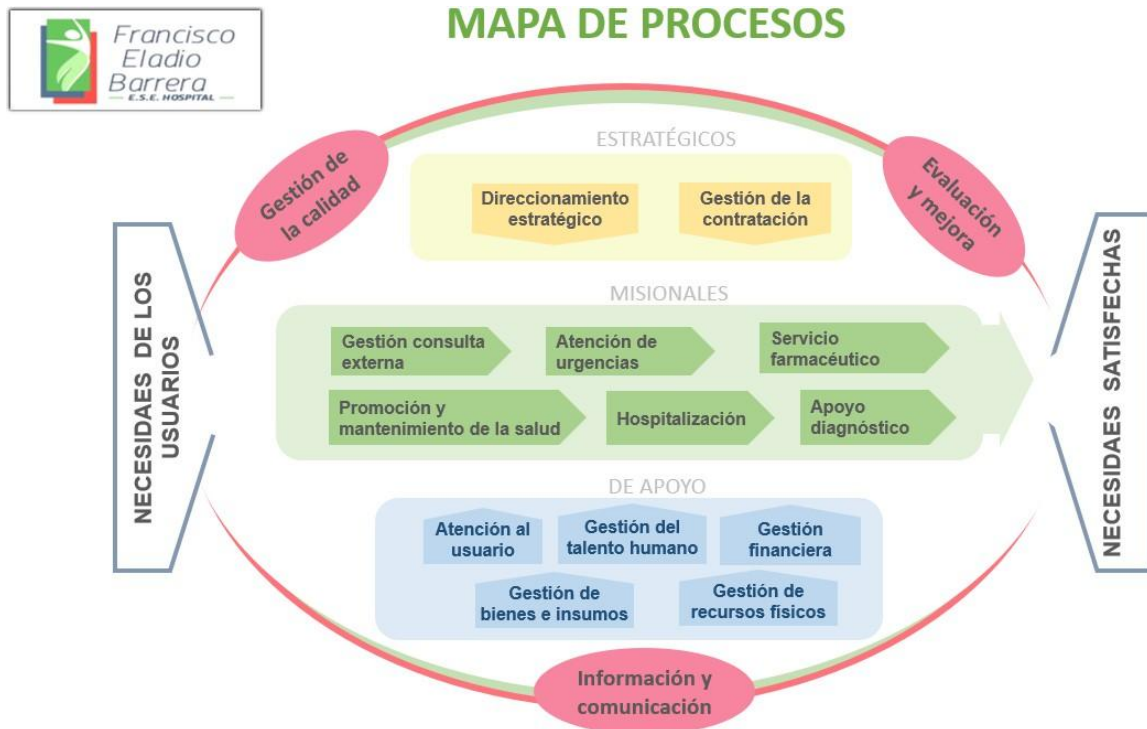 MAPA DE PROCESOS
Francisco
Eladio
Barrera
E.S.E. HOSPITAL
Gestión de
la calidad
Evaluación
y mejora
ESTRATÉGICOS
Direccionamiento
estratégico
Gestión de la
contratación
NECESIDAES DE LOS
USUARIOS
MISIONALES
Gestión consulta
externa
Atención de
urgencias
Servicio
farmacéutico
Promoción y
mantenimiento de la salud
Hospitalización
Apoyo
diagnóstico
NECESIDAES SATISFECHAS
DE APOYO
Atención al
usuario
Gestión del
talento humano
Gestión
financiera
Gestión de
bienes e insumos
Gestión de
recursos físicos
Información y
comunicación